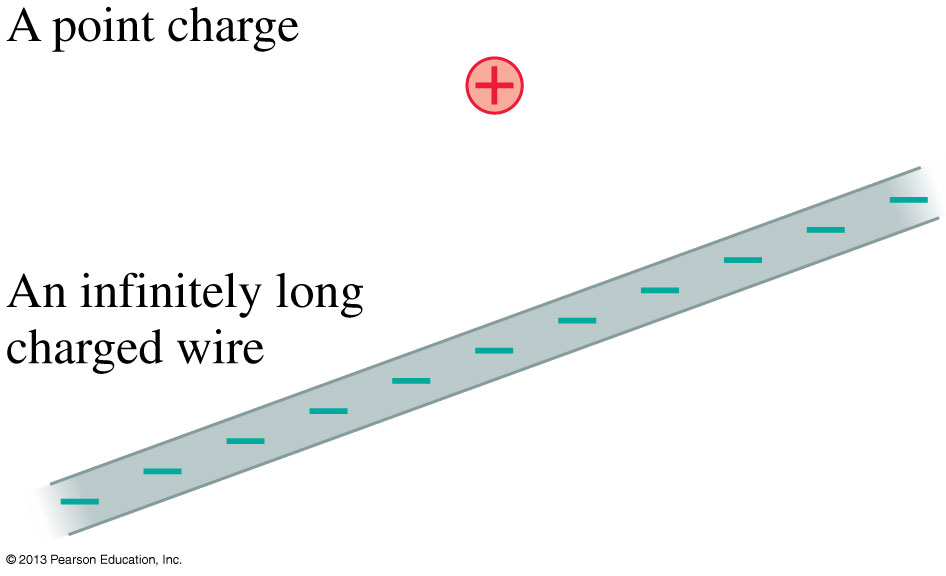 A point charge
An infinitely long
charged wire
© 2013 Pearson Education, Inc.